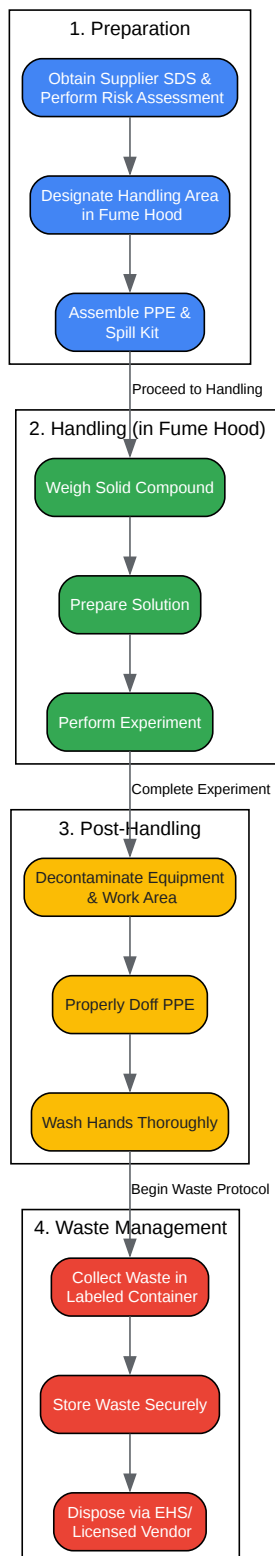 1. Preparation
Obtain Supplier SDS &
Perform Risk Assessment
Designate Handling Area
in Fume Hood
Assemble PPE &
Spill Kit
Proceed to Handling
2. Handling (in Fume Hood)
Weigh Solid Compound
Prepare Solution
Perform Experiment
Complete Experiment
3. Post-Handling
Decontaminate Equipment
& Work Area
Properly Doff PPE
Wash Hands Thoroughly
Begin Waste Protocol
4. Waste Management
Collect Waste in
Labeled Container
Store Waste Securely
Dispose via EHS/
Licensed Vendor